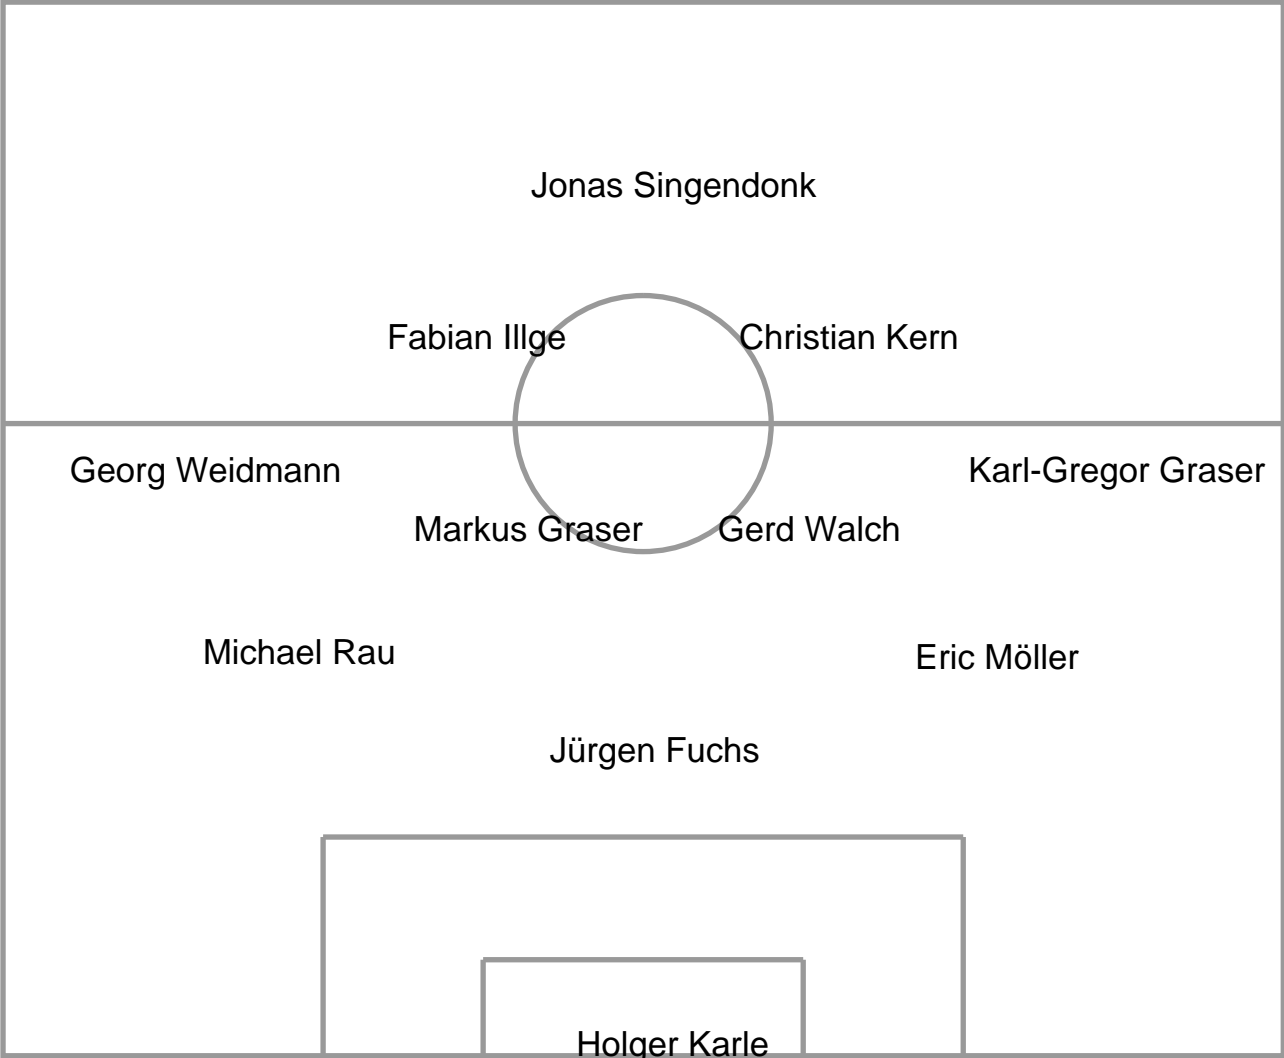 Jonas Singendonk
Fabian Illge
Christian Kern
Georg Weidmann
Karl-Gregor Graser
Markus Graser
Gerd Walch
Michael Rau
Eric Möller
Jürgen Fuchs
Holger Karle